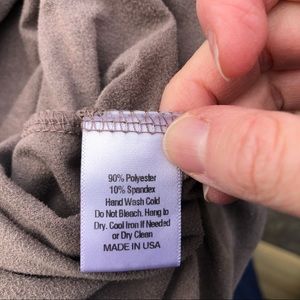 90% Polyester
10% Spandex
Hand Wash Cold
Do Not Bleach. Hang to
Dry. Cool Iron If Needed
or Dry Clean
MADE IN USA